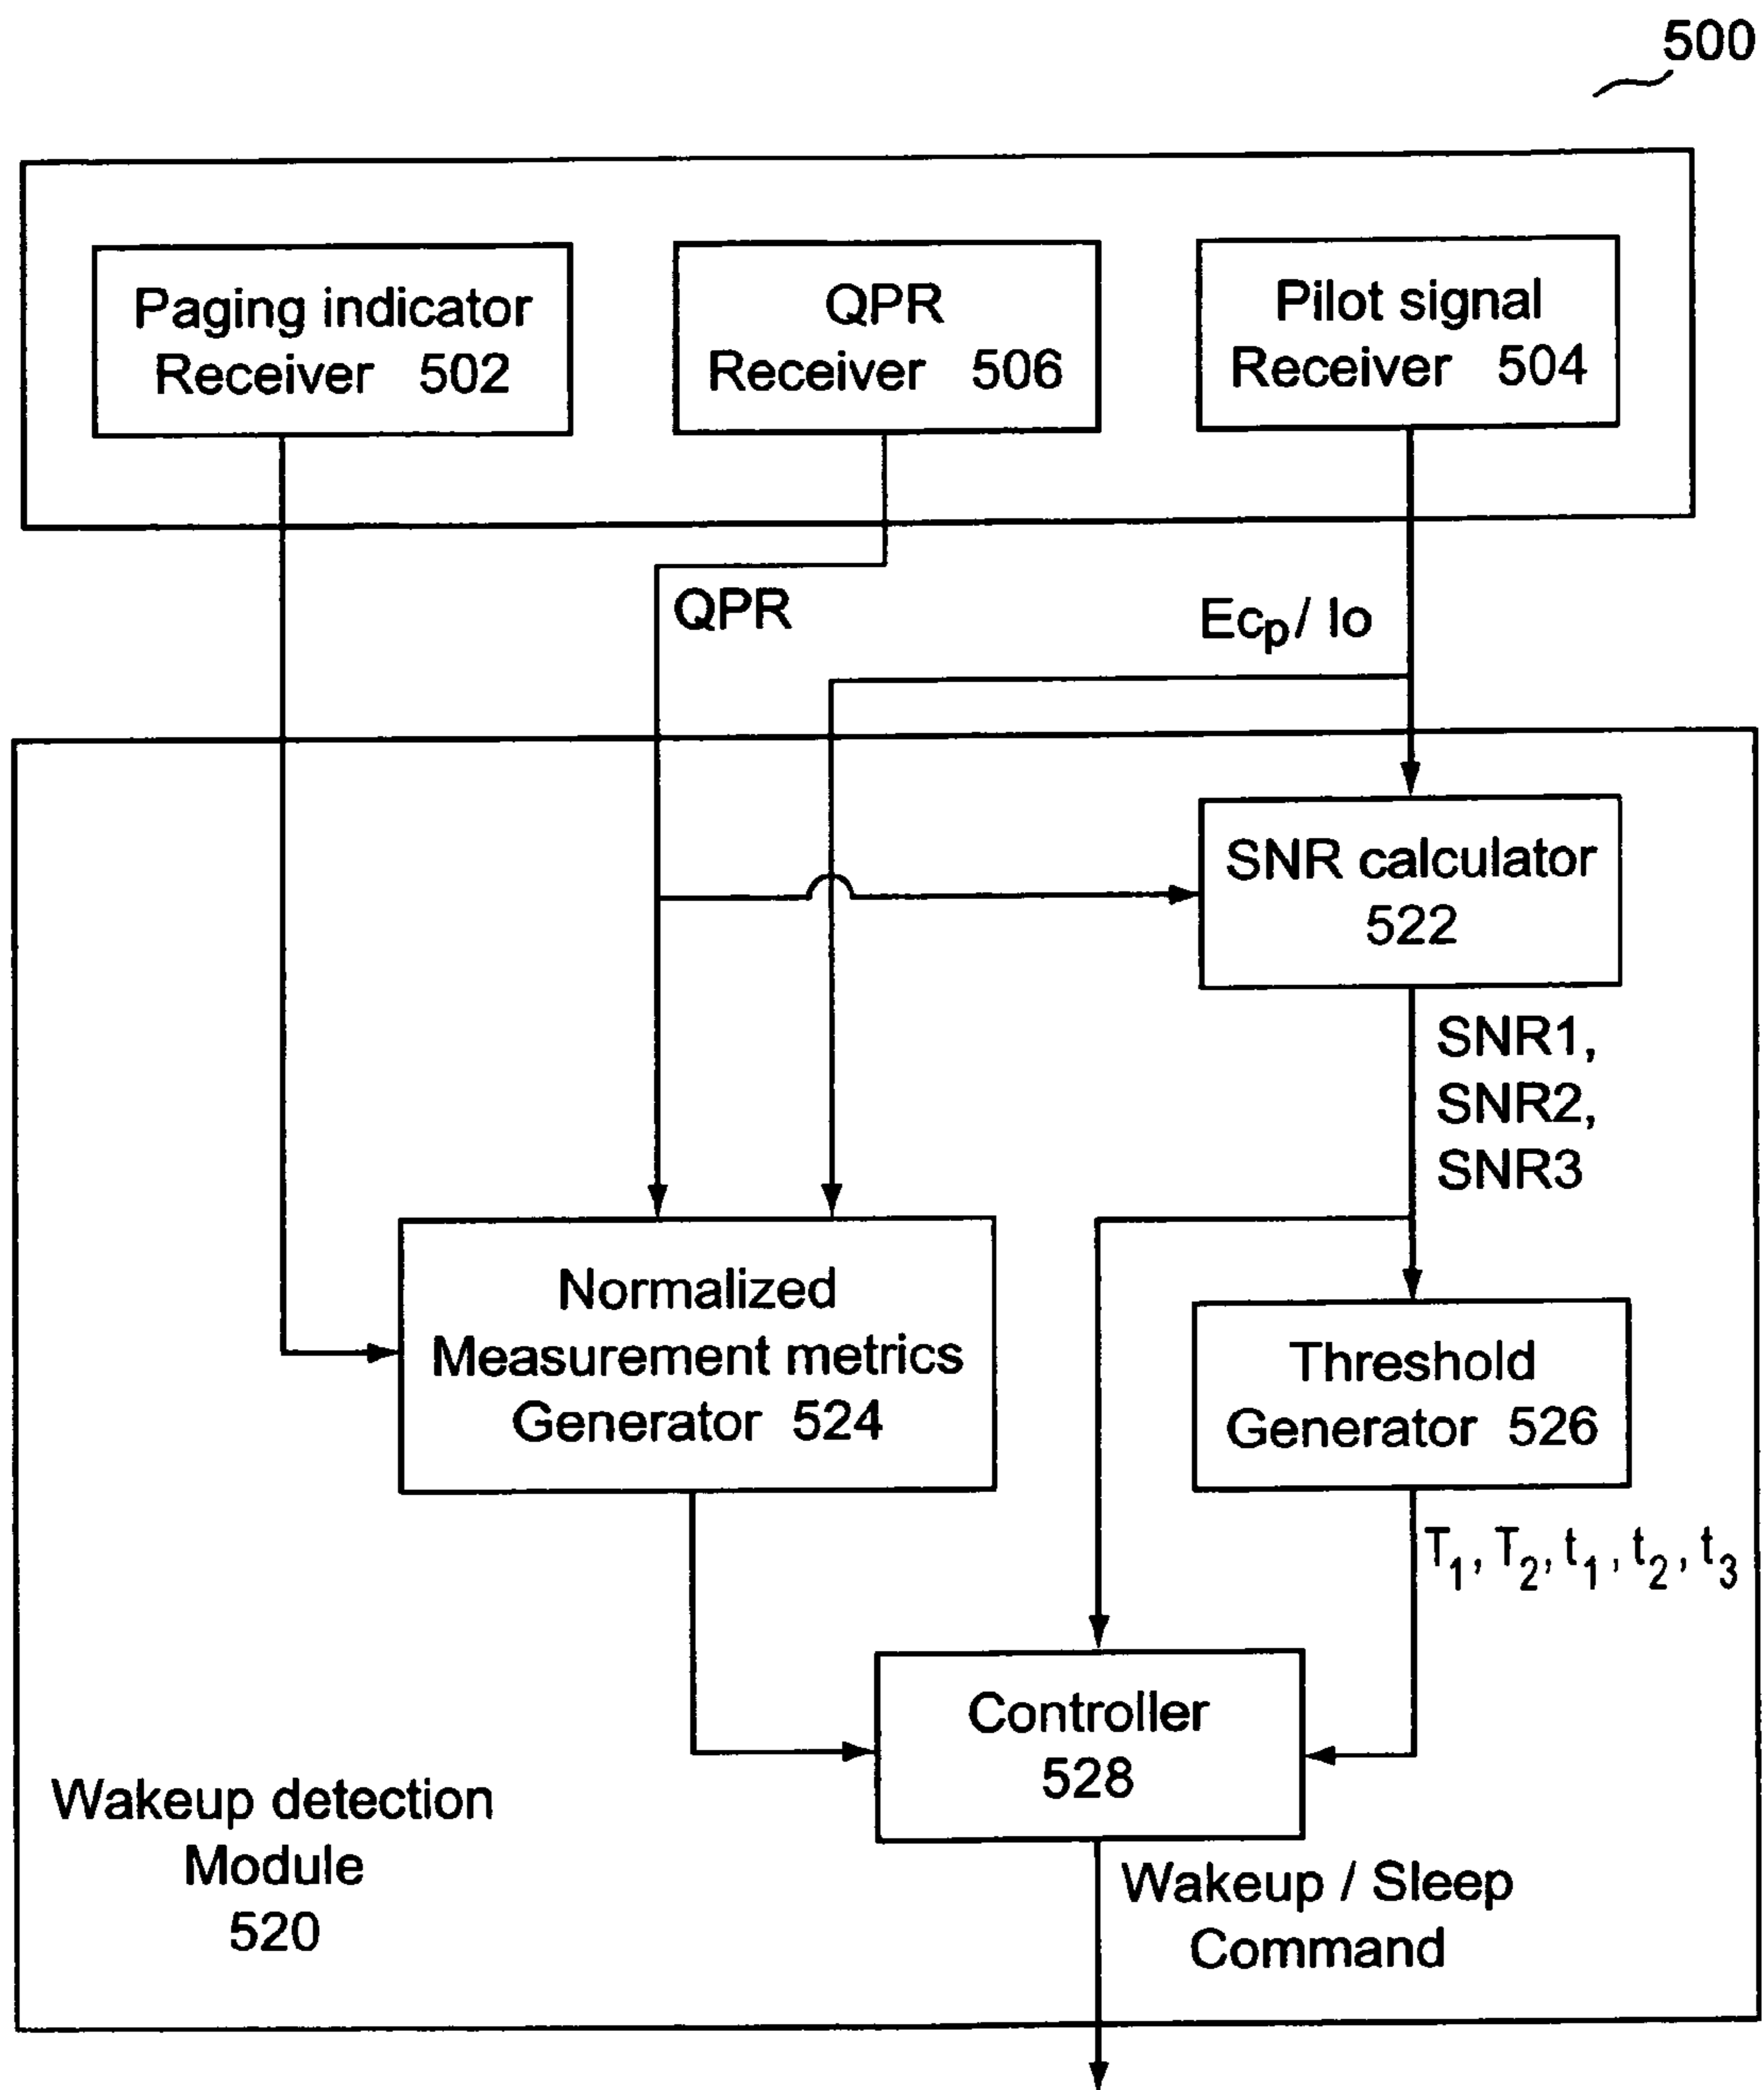 500
Paging indicator
Receiver 502
QPR
Receiver 506
Pilot signal
Receiver 504
QPR
Ecp / Io
SNR calculator
522
SNR1,
SNR2,
SNR3
Normalized
Measurement metrics
Generator 524
Threshold
Generator 526
T1, T2, t1, t2, t3
Controller
528
Wakeup detection
Module
520
Wakeup / Sleep
Command